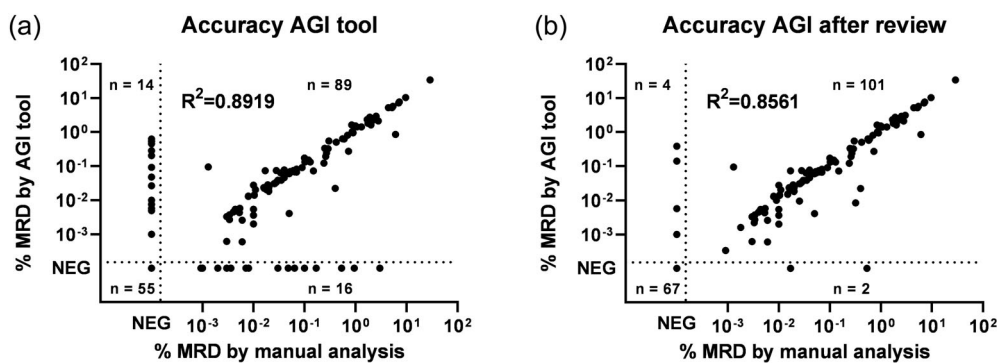 (a)
Accuracy AGI tool
% MRD by AGI tool
10²
10¹
10⁰
10⁻¹
10⁻²
10⁻³
NEG
n = 14
R²=0.8919
n = 89
n = 55
n = 16
NEG
10⁻³ 10⁻² 10⁻¹ 10⁰ 10¹ 10²
% MRD by manual analysis
(b)
Accuracy AGI after review
% MRD by AGI tool
10²
10¹
10⁰
10⁻¹
10⁻²
10⁻³
NEG
n = 4
R²=0.8561
n = 101
n = 67
n = 2
NEG
10⁻³ 10⁻² 10⁻¹ 10⁰ 10¹ 10²
% MRD by manual analysis